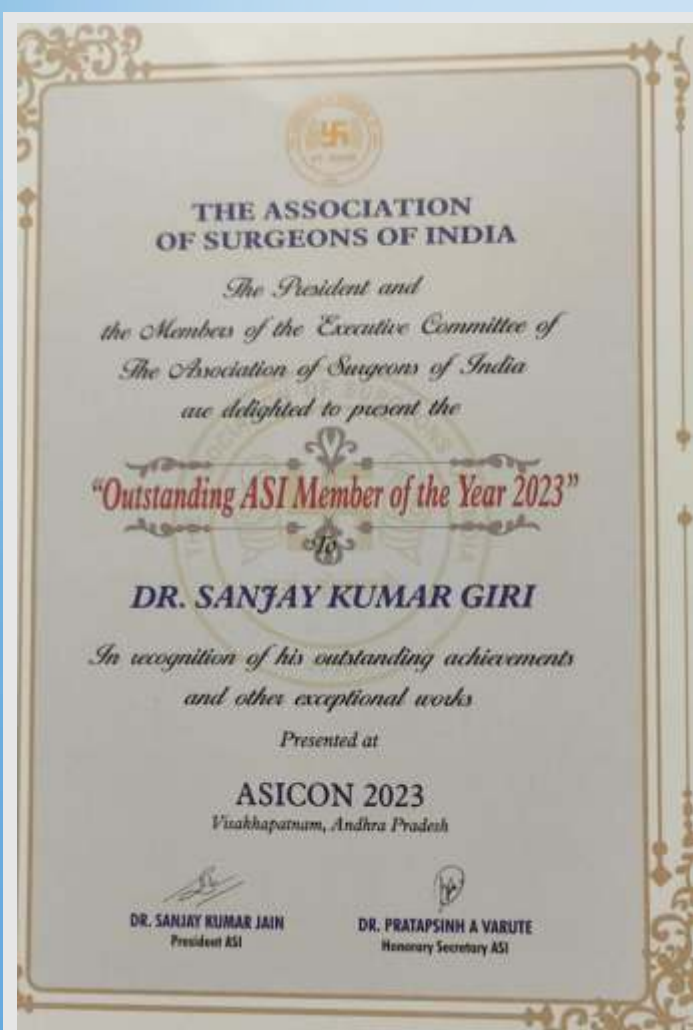 THE ASSOCIATION
OF SURGEONS OF INDIA
The President and
the Members of the Executive Committee of
The Association of Surgeons of India
are delighted to present the
"Outstanding ASI Member of the Year 2023"
To
DR. SANJAY KUMAR GIRI
In recognition of his outstanding achievements
and other exceptional works
Presented at
ASICON 2023
Visakhapatnam, Andhra Pradesh
DR. SANJAY KUMAR JAIN
President ASI
DR. PRATAPSINH A VARUTE
Honorary Secretary ASI